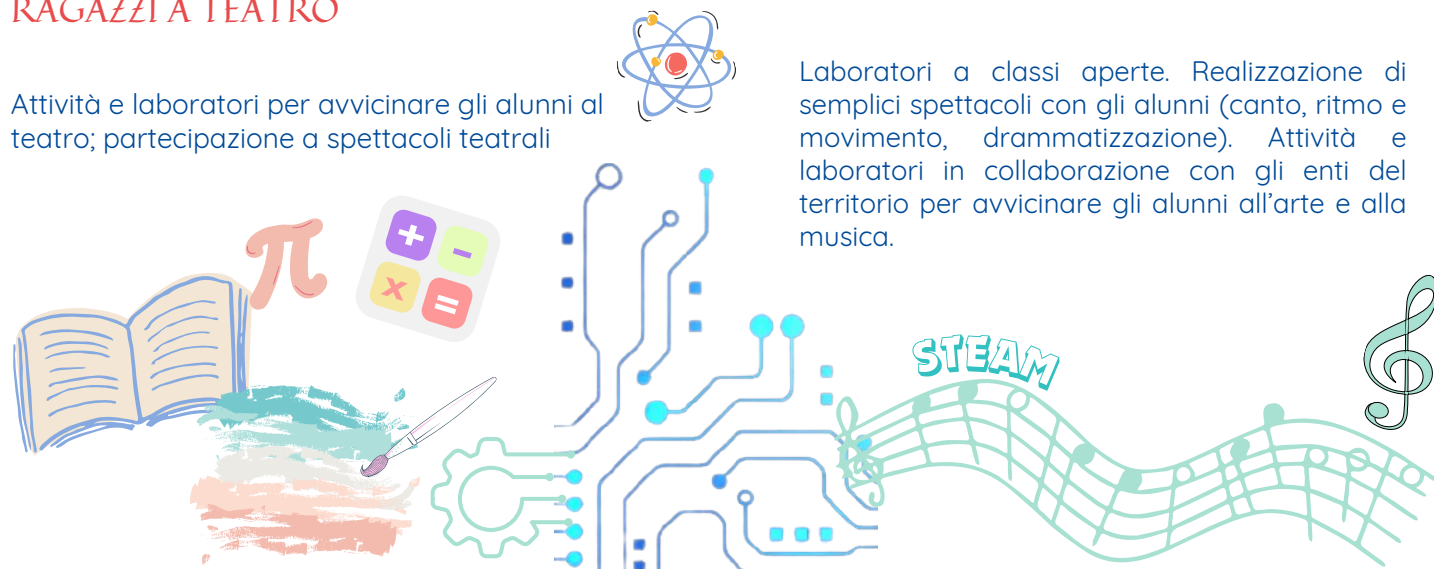 RAGAZZI A TEATRO
Attività e laboratori per avvicinare gli alunni al
teatro; partecipazione a spettacoli teatrali
Laboratori a classi aperte. Realizzazione di
semplici spettacoli con gli alunni (canto, ritmo e
movimento, drammatizzazione). Attività e
laboratori in collaborazione con gli enti del
territorio per avvicinare gli alunni all’arte e alla
musica.
STEAM